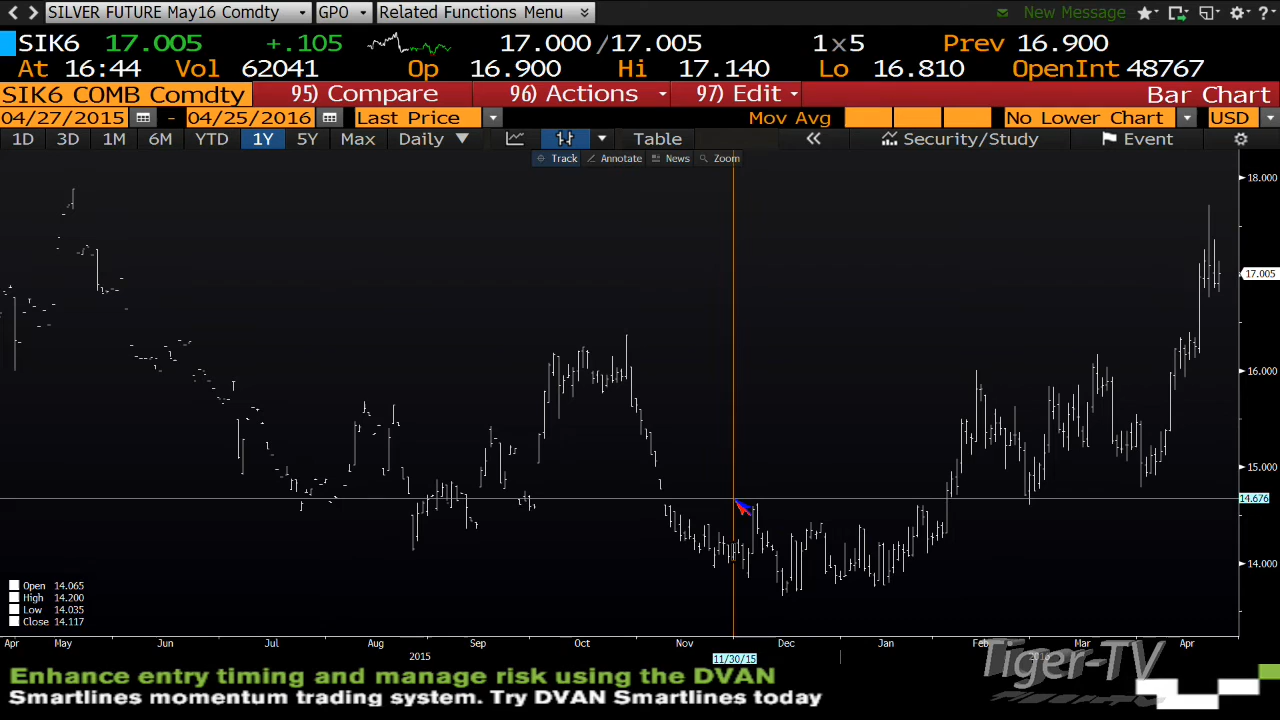 SILVER FUTURE May16 Comdty GPO Related Functions Menu New Message
SIK6 17.005 +.105 17.000/17.005 1x5 Prev 16.900
At 16:44 Vol 62041 Op 16.900 Hi 17.140 Lo 16.810 OpenInt 48767
SIK6 COMB Comdty 95) Compare 96) Actions 97) Edit Bar Chart
04/27/2015 - 04/25/2016 Last Price Mov Avg No Lower Chart USD
1D 3D 1M 6M YTD 1Y 5Y Max Daily Table Security/Study Event
Track Annotate News Zoom
18.000
17.005
16.000
15.000
14.676
14.000
Open 14.065
High 14.200
Low 14.035
Close 14.117
Apr May Jun Jul Aug Sep Oct Nov Dec Jan Feb Mar Apr
2015 11/30/15 2016
Tiger-TV
Enhance entry timing and manage risk using the DVAN
Smartlines momentum trading system. Try DVAN Smartlines today